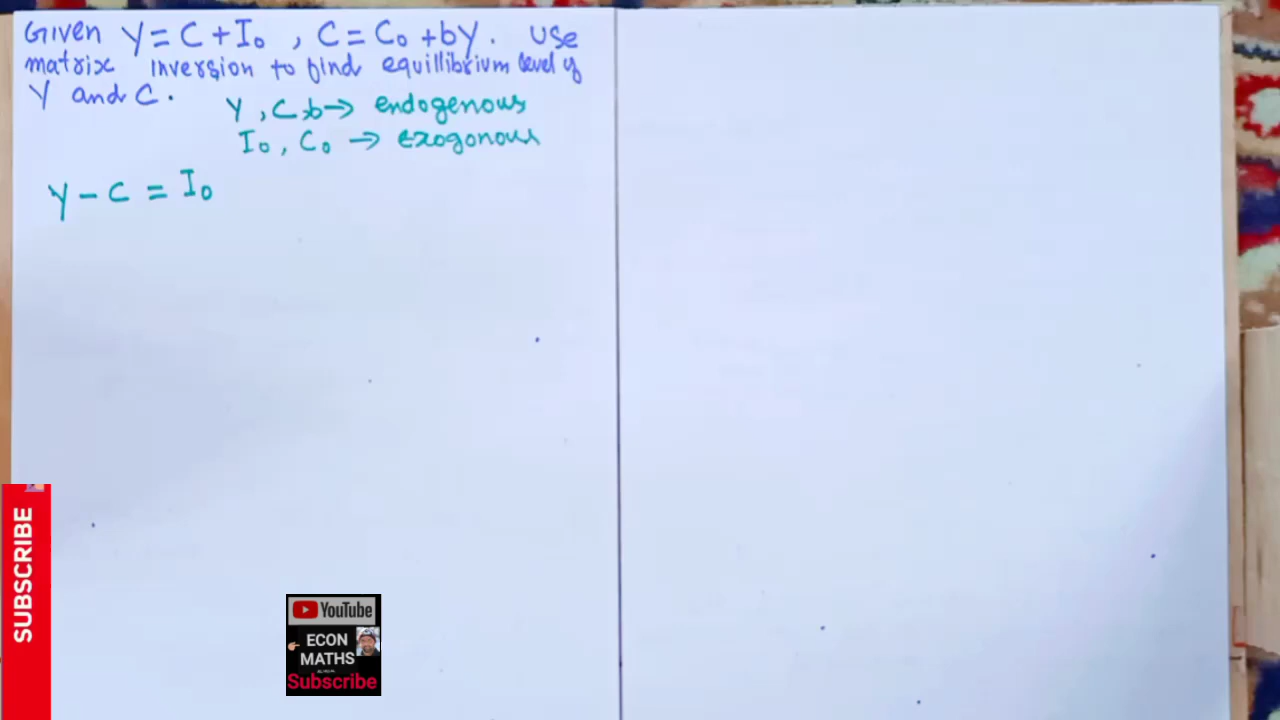 Given Y = C + I₀ , C = C₀ + bY. Use
matrix inversion to find equillibrium level of
Y and C.
Y , C, b → endogenous
I₀ , C₀ → exogonous
Y - C = I₀
SUBSCRIBE
YouTube
ECON
MATHS
Subscribe